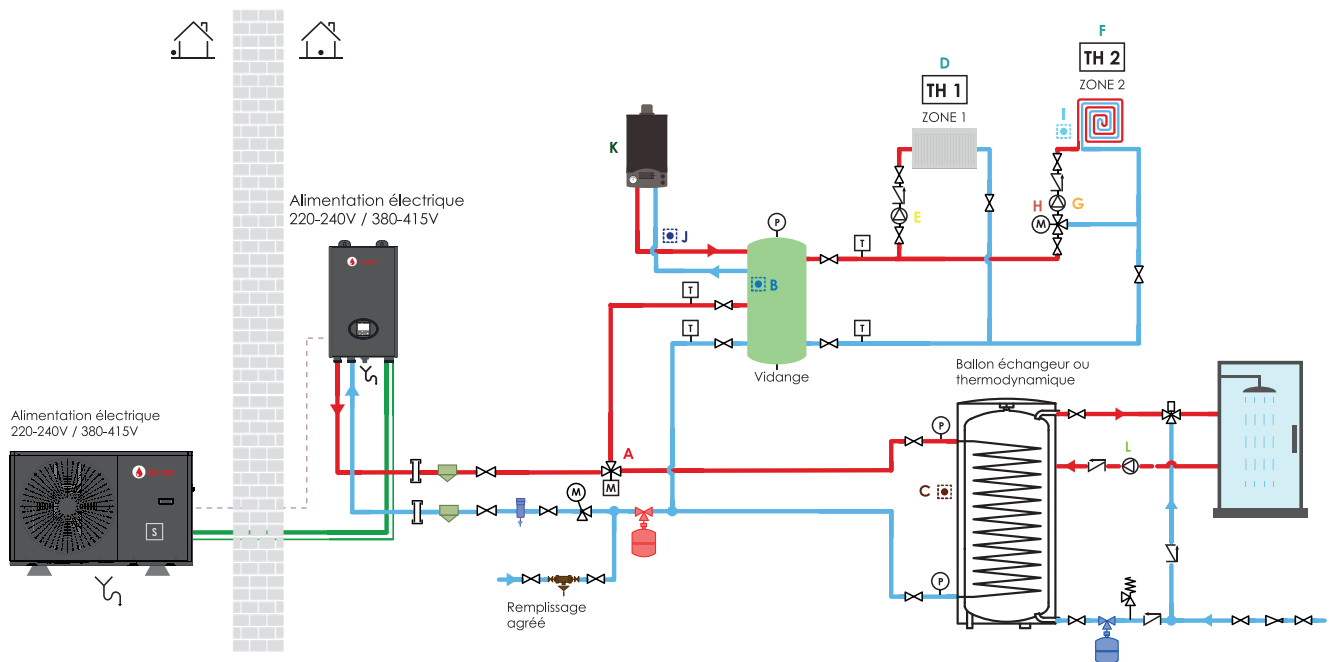 F
TH 2
ZONE 2
D
TH 1
ZONE 1
I
K
H
M
G
E
P
J
T
B
T
T
T
Vidange
Alimentation électrique
220-240V / 380-415V
Ballon échangeur ou
thermodynamique
Alimentation électrique
220-240V / 380-415V
S
A
M
M
P
L
C
P
Remplissage
agréé